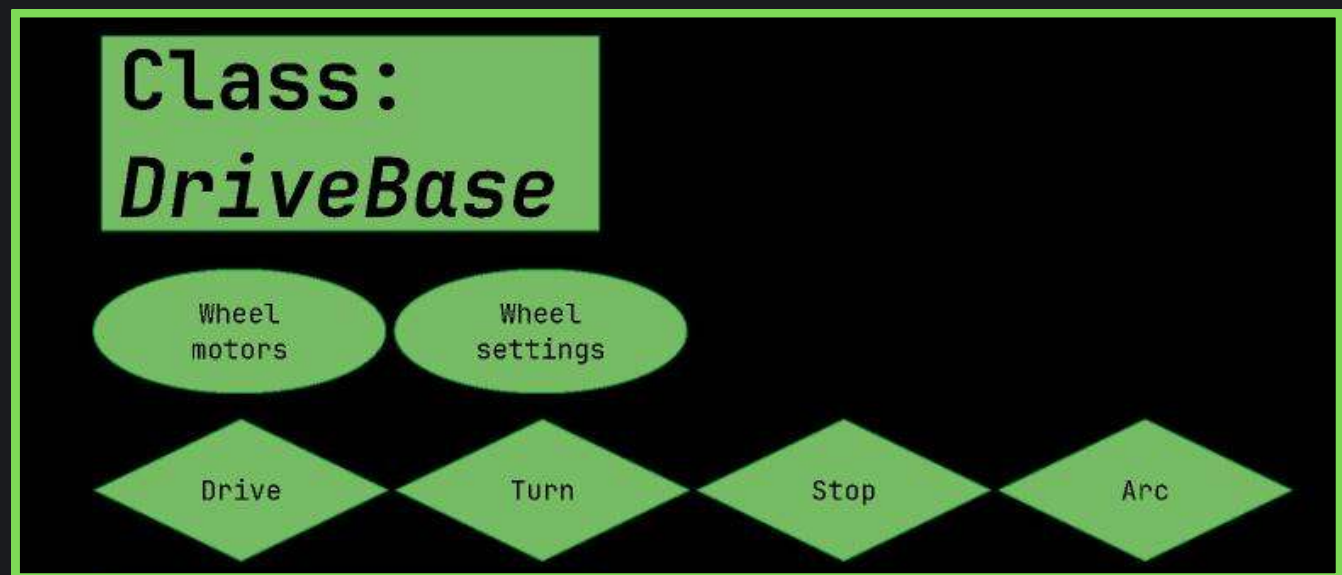 Class:
DriveBase
Wheel
motors
Wheel
settings
Drive
Turn
Stop
Arc